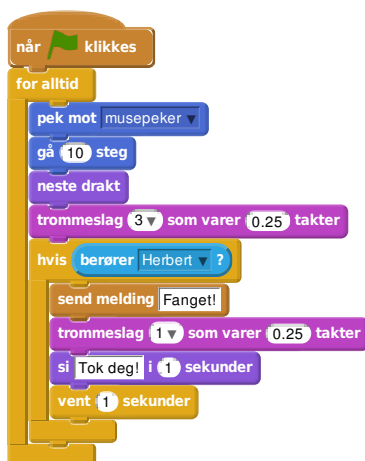 når klikkes
for alltid
pek mot musepeker
gå 10 steg
neste drakt
trommeslag 3 som varer 0.25 takter
hvis berører Herbert ?
send melding Fanget!
trommeslag 1 som varer 0.25 takter
si Tok deg! i 1 sekunder
vent 1 sekunder